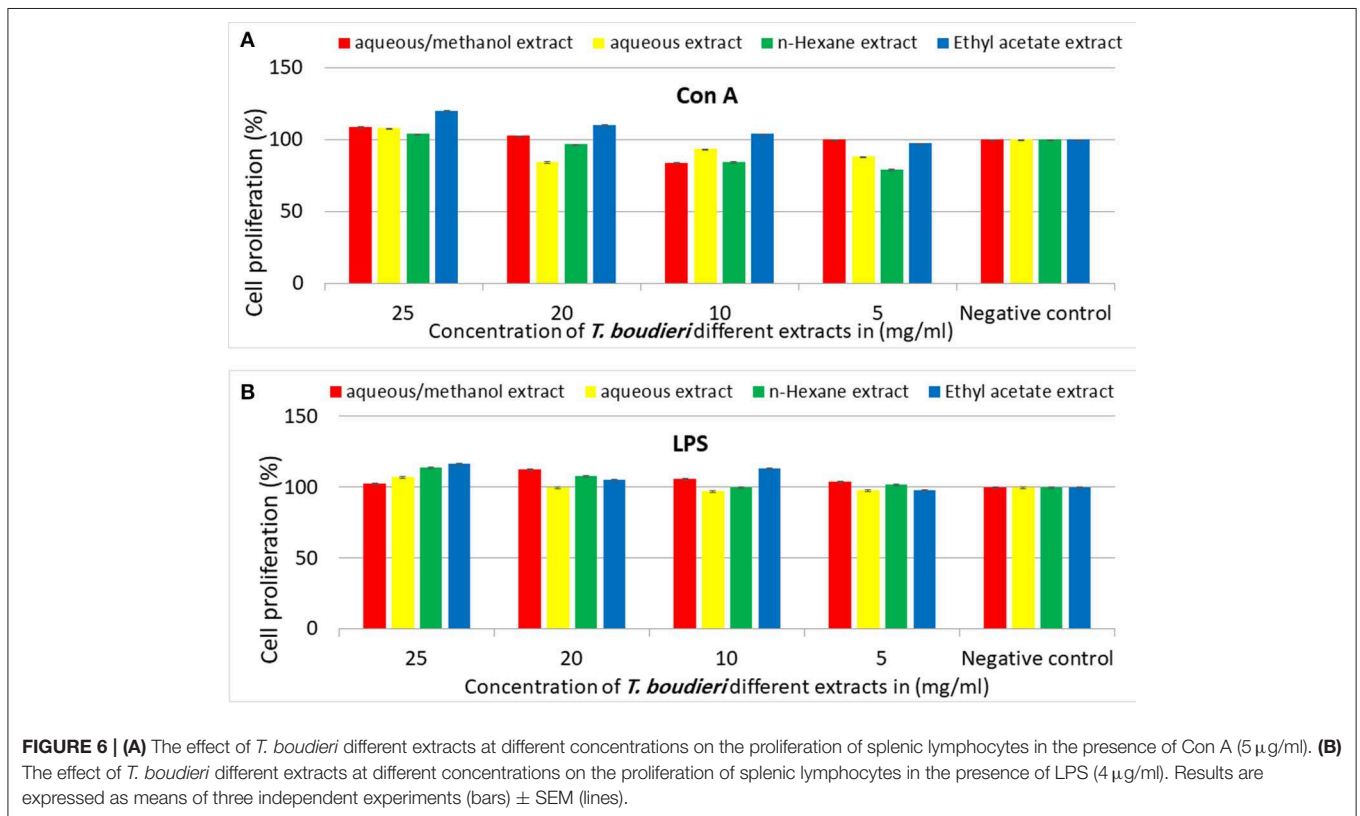 A
aqueous/methanol extract aqueous extract n-Hexane extract Ethyl acetate extract
Con A
Cell proliferation (%)
150
100
50
0
25 20 10 5 Negative control
Concentration of T. boudieri different extracts in (mg/ml)
B
aqueous/methanol extract aqueous extract n-Hexane extract Ethyl acetate extract
LPS
Cell proliferation (%)
150
100
50
0
25 20 10 5 Negative control
Concentration of T. boudieri different extracts in (mg/ml)
FIGURE 6 | (A) The effect of T. boudieri different extracts at different concentrations on the proliferation of splenic lymphocytes in the presence of Con A (5 μg/ml). (B)
The effect of T. boudieri different extracts at different concentrations on the proliferation of splenic lymphocytes in the presence of LPS (4 μg/ml). Results are
expressed as means of three independent experiments (bars) ± SEM (lines).